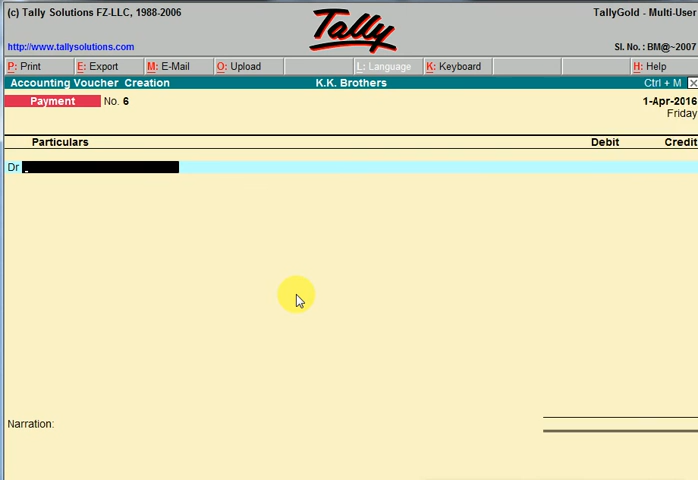 (c) Tally Solutions FZ-LLC, 1988-2006
Tally
TallyGold - Multi-User
http://www.tallysolutions.com
Sl. No.: BM@~2007
P: Print E: Export M: E-Mail O: Upload L: Language K: Keyboard H: Help
Accounting Voucher Creation K.K. Brothers Ctrl + M X
Payment No. 6 1-Apr-2016
Friday
Particulars Debit Credit
Dr
Narration: